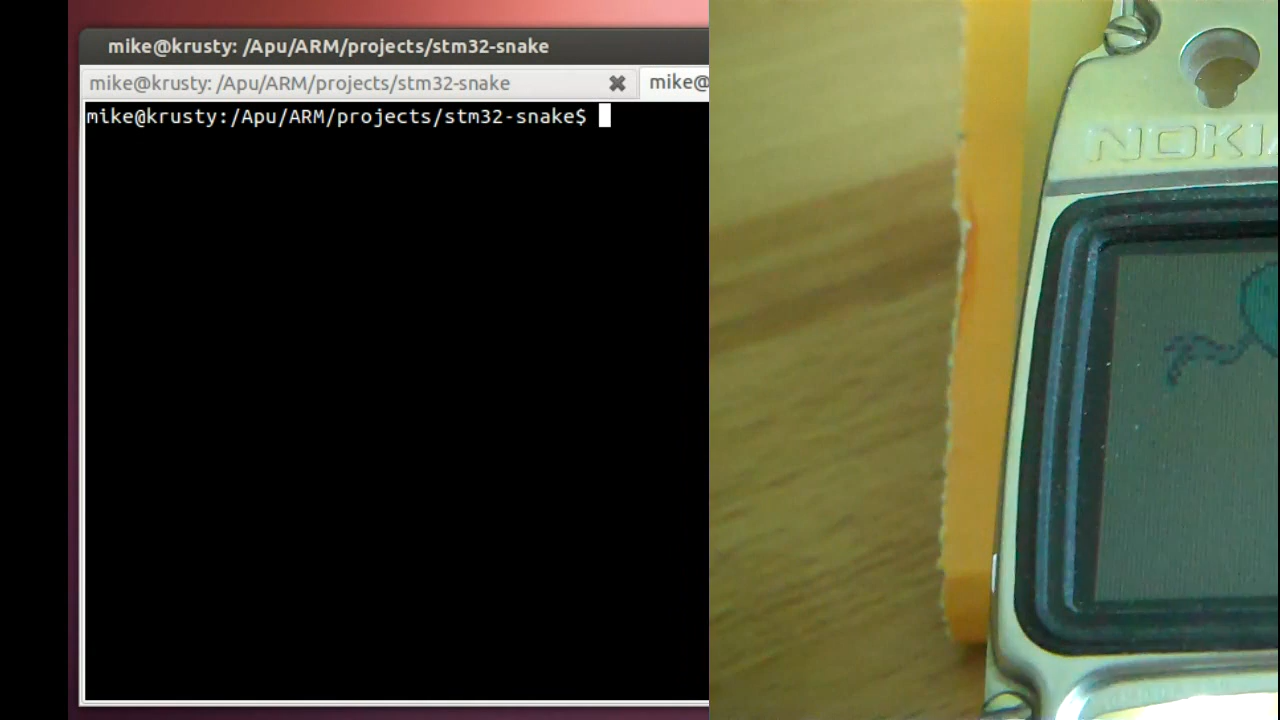 mike@krusty: /Apu/ARM/projects/stm32-snake
mike@krusty: /Apu/ARM/projects/stm32-snake
mike@
mike@krusty:/Apu/ARM/projects/stm32-snake$
NOKIA